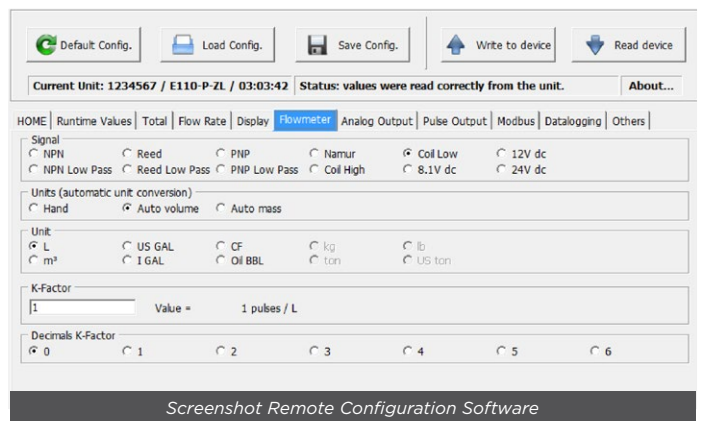 Default Config. Load Config. Save Config. Write to device Read device
Current Unit: 1234567 / E110-P-ZL / 03:03:42 Status: values were read correctly from the unit. About...
HOME Runtime Values Total Flow Rate Display Flowmeter Analog Output Pulse Output Modbus Datalogging Others
Signal
NPN Reed PNP Namur Coil Low 12V dc
NPN Low Pass Reed Low Pass PNP Low Pass Coil High 8.1V dc 24V dc
Units (automatic unit conversion)
Hand Auto volume Auto mass
Unit
L US GAL CF kg lb
m³ I GAL Oil BBL ton US ton
K-Factor
1 Value = 1 pulses / L
Decimals K-Factor
0 1 2 3 4 5 6
Screenshot Remote Configuration Software